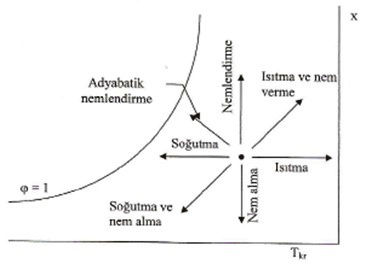 x
Adyabatik
nemlendirme
Nemlendirme
Isıtma ve nem
verme
Soğutma
Isıtma
φ = 1
Soğutma ve
nem alma
Nem alma
Tkr